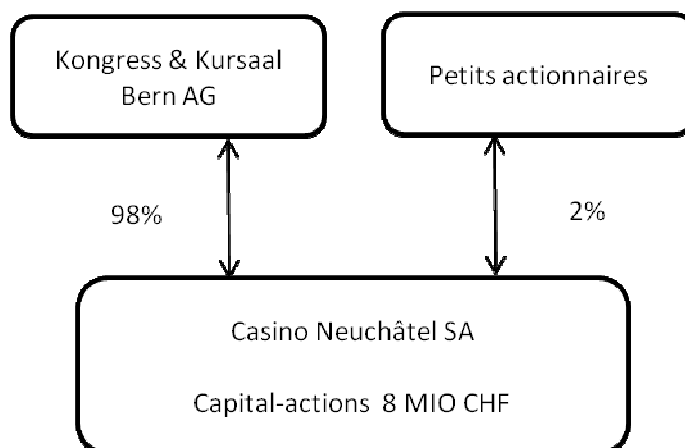 Kongress & Kursaal
Bern AG
Petits actionnaires
98%
2%
Casino Neuchâtel SA
Capital-actions 8 MIO CHF